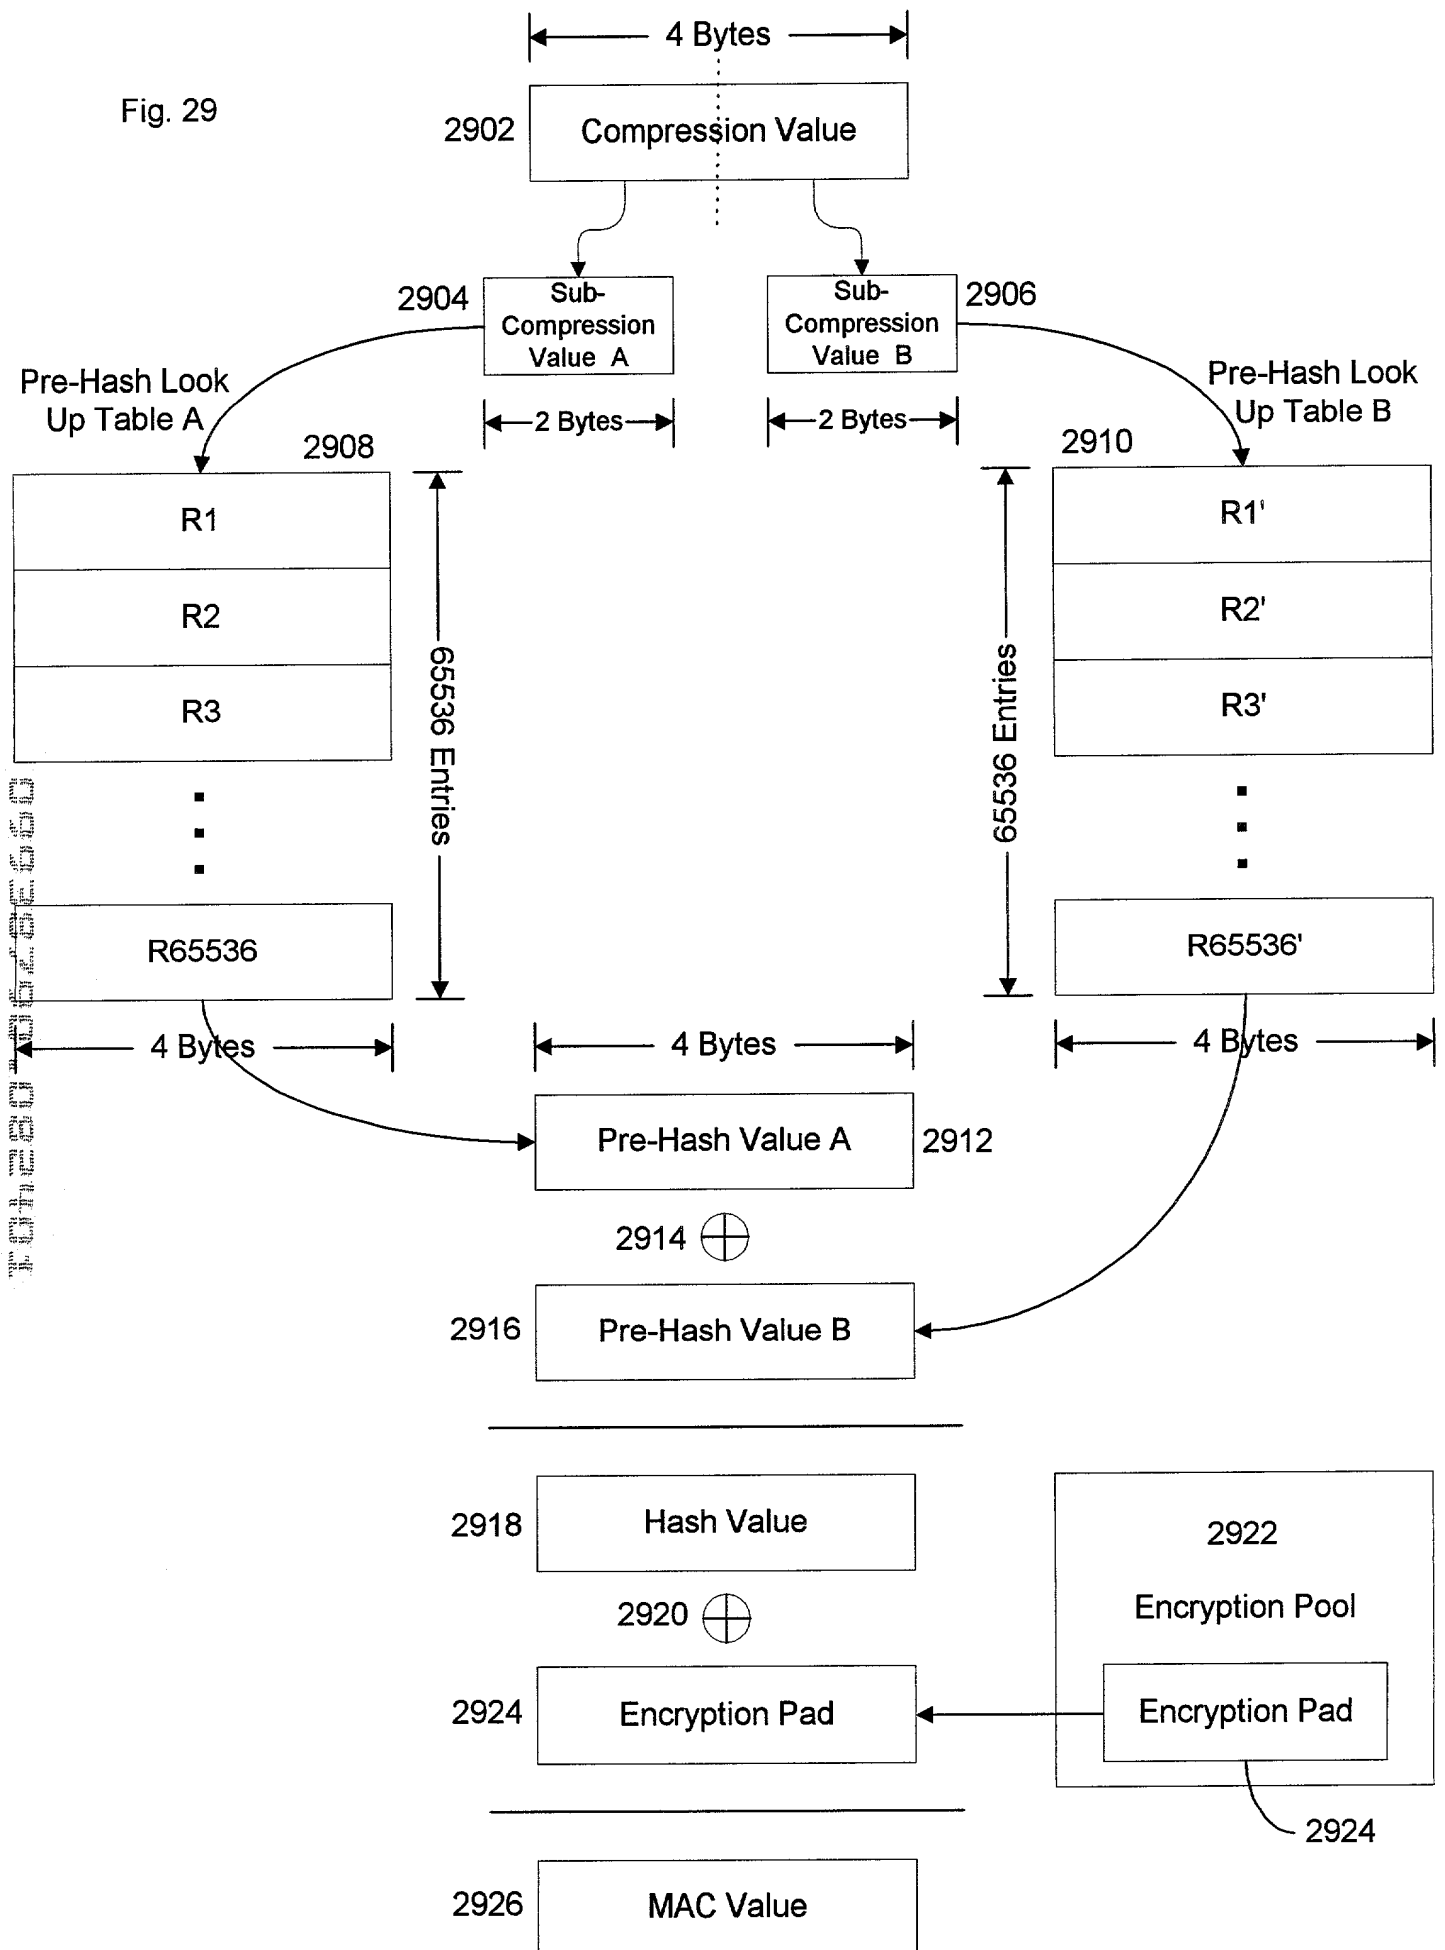 4 Bytes
Fig. 29
2902
Compression Value
2904
Sub-
Compression
Value A
Sub-
Compression
Value B
2906
Pre-Hash Look
Up Table A
2 Bytes
2 Bytes
Pre-Hash Look
Up Table B
2908
2910
R1
R2
R3
R65536
65536 Entries
65536 Entries
R1'
R2'
R3'
R65536'
4 Bytes
4 Bytes
4 Bytes
Pre-Hash Value A
2912
2914
2916
Pre-Hash Value B
2918
Hash Value
2920
2922
Encryption Pool
2924
Encryption Pad
Encryption Pad
2924
2926
MAC Value